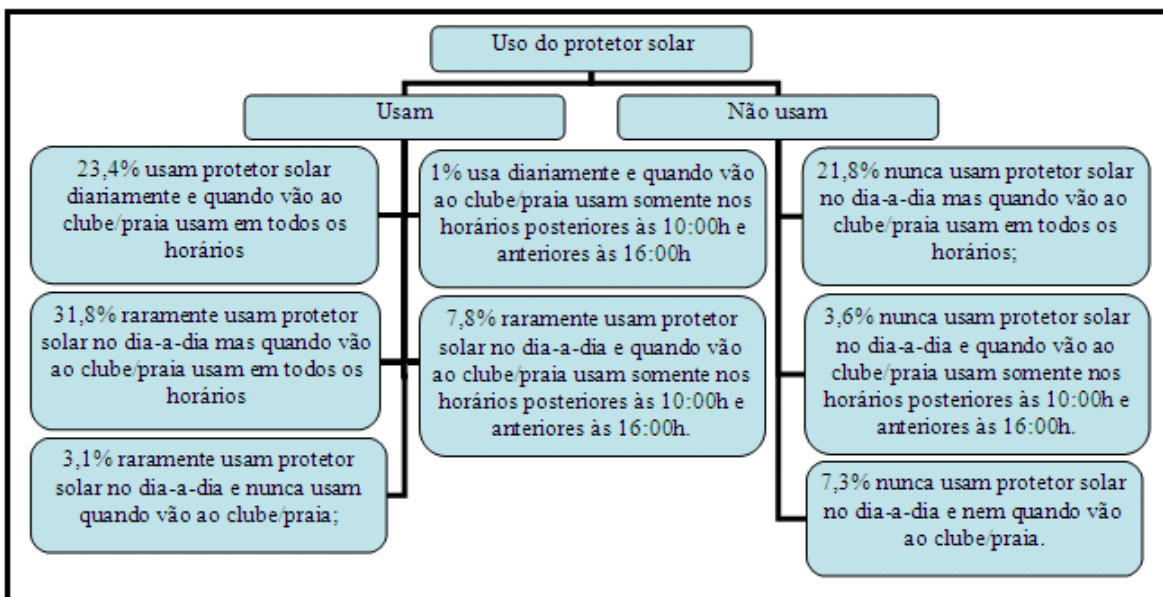 Uso do protetor solar
Usam
Não usam
23,4% usam protetor solar
diariamente e quando vão ao
clube/praia usam em todos os
horários
1% usa diariamente e quando vão
ao clube/praia usam somente nos
horários posteriores às 10:00h e
anteriores às 16:00h
21,8% nunca usam protetor solar
no dia-a-dia mas quando vão ao
clube/praia usam em todos os
horários;
31,8% raramente usam protetor
solar no dia-a-dia mas quando vão
ao clube/praia usam em todos os
horários
7,8% raramente usam protetor
solar no dia-a-dia e quando vão
ao clube/praia usam somente nos
horários posteriores às 10:00h e
anteriores às 16:00h.
3,6% nunca usam protetor solar
no dia-a-dia e quando vão ao
clube/praia usam somente nos
horários posteriores às 10:00h e
anteriores às 16:00h.
3,1% raramente usam protetor
solar no dia-a-dia e nunca usam
quando vão ao clube/praia;
7,3% nunca usam protetor solar
no dia-a-dia e nem quando vão
ao clube/praia.